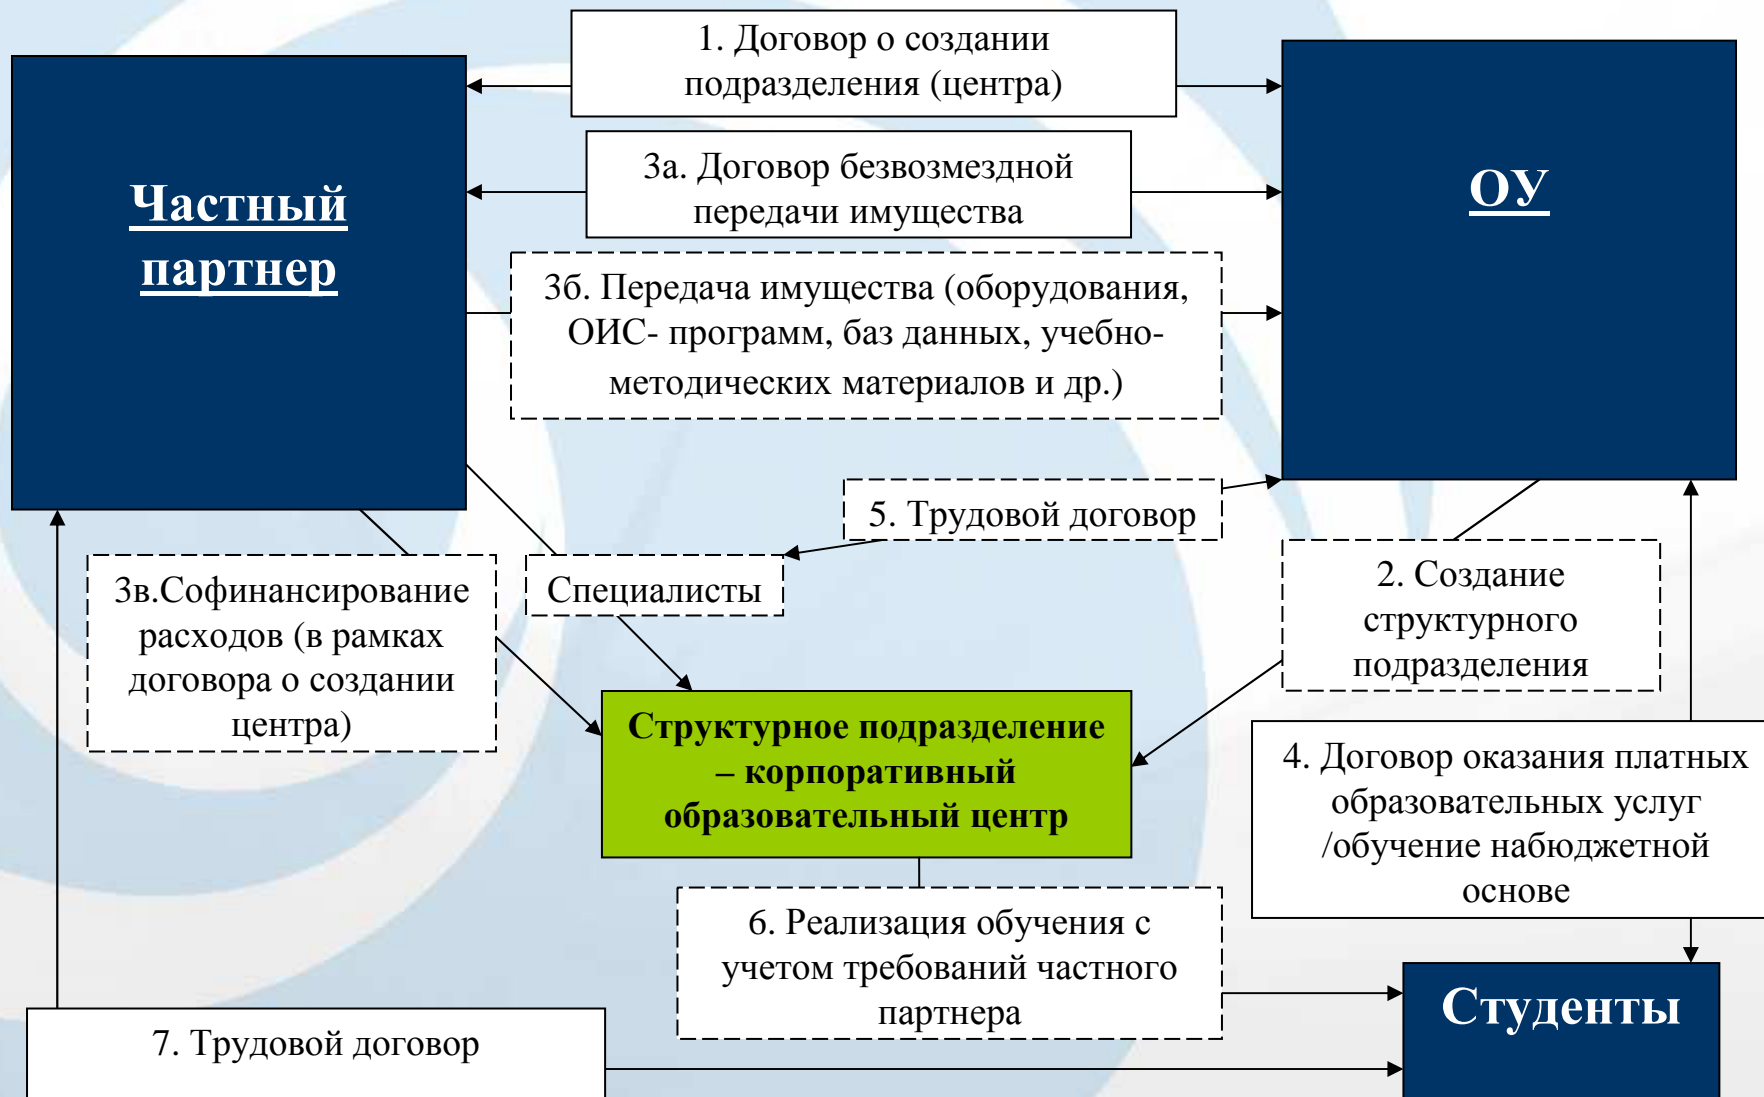 1. Договор о создании
подразделения (центра)
3а. Договор безвозмездной
передачи имущества
Частный
партнер
ОУ
3б. Передача имущества (оборудования,
ОИС- программ, баз данных, учебно-
методических материалов и др.)
5. Трудовой договор
Специалисты
3в.Софинансирование
расходов (в рамках
договора о создании
центра)
2. Создание
структурного
подразделения
Структурное подразделение
– корпоративный
образовательный центр
4. Договор оказания платных
образовательных услуг
/обучение набюджетной
основе
6. Реализация обучения с
учетом требований частного
партнера
Студенты
7. Трудовой договор